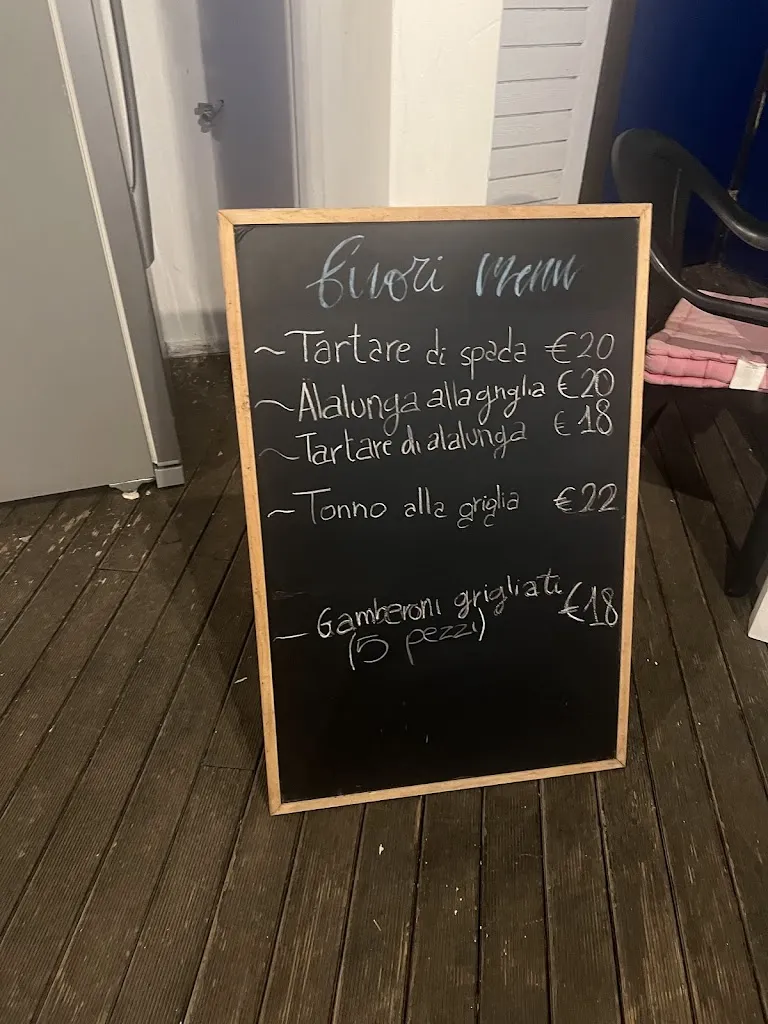 fuori menu
~ Tartare di spada €20
~ Alalunga alla griglia €20
~ Tartare di alalunga €18
~ Tonno alla griglia €22
— Gamberoni grigliati €18
(5 pezzi)